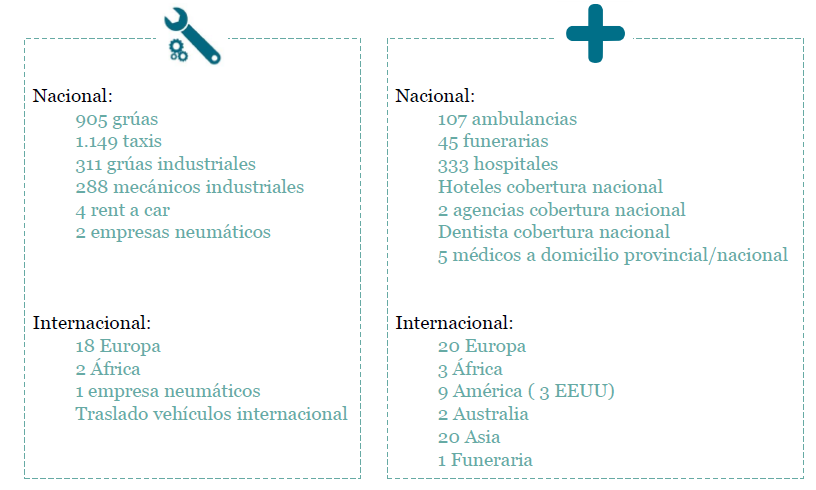 Nacional:
905 grúas
1.149 taxis
311 grúas industriales
288 mecánicos industriales
4 rent a car
2 empresas neumáticos
Internacional:
18 Europa
2 África
1 empresa neumáticos
Traslado vehículos internacional
Nacional:
107 ambulancias
45 funerarias
333 hospitales
Hoteles cobertura nacional
2 agencias cobertura nacional
Dentista cobertura nacional
5 médicos a domicilio provincial/nacional
Internacional:
20 Europa
3 África
9 América ( 3 EEUU)
2 Australia
20 Asia
1 Funeraria